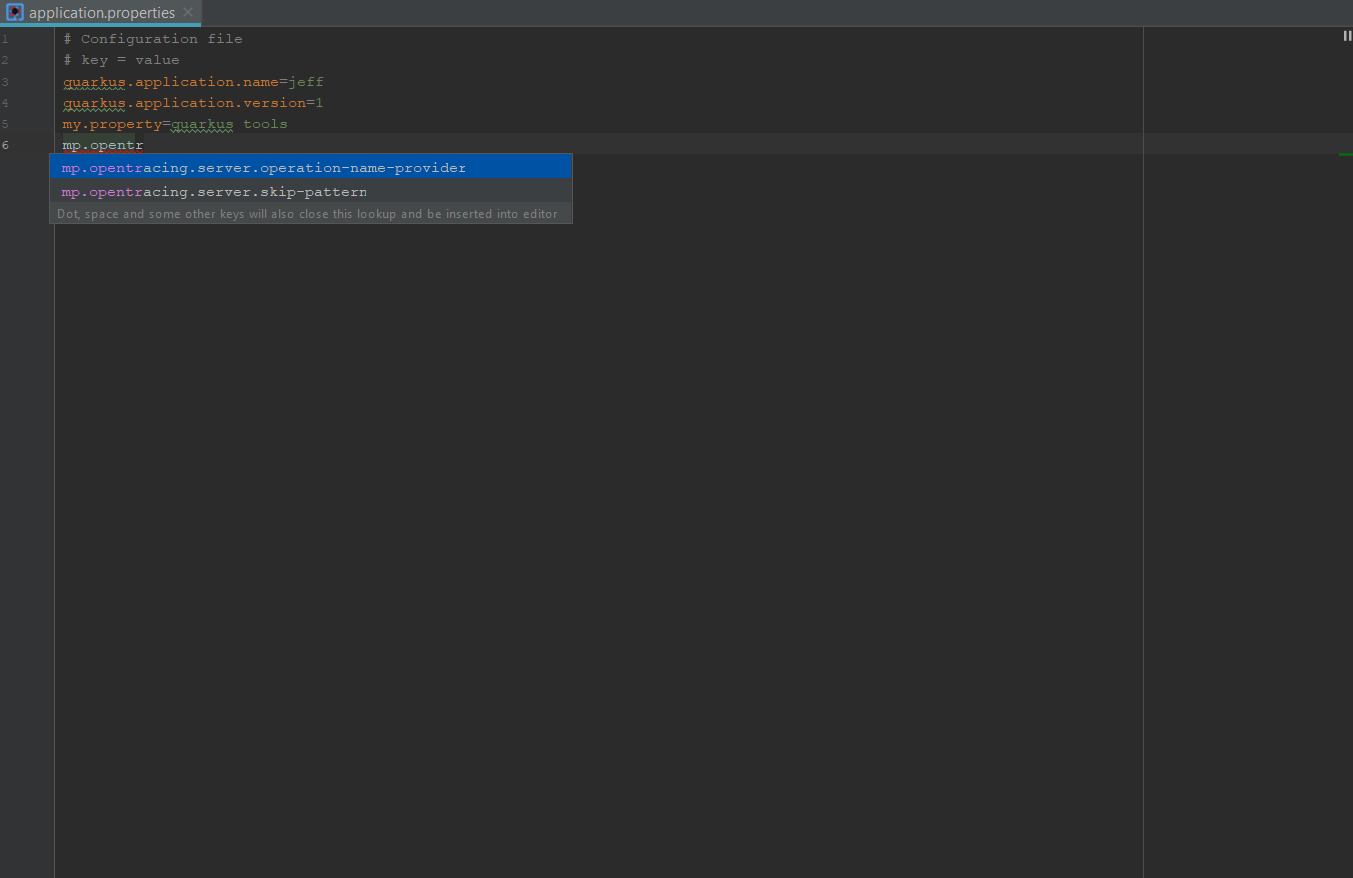 application.properties
1 # Configuration file
2 # key = value
3 quarkus.application.name=jeff
4 quarkus.application.version=1
5 my.property=quarkus tools
6 mp.opentr
mp.opentracing.server.operation-name-provider
mp.opentracing.server.skip-pattern
Dot, space and some other keys will also close this lookup and be inserted into editor